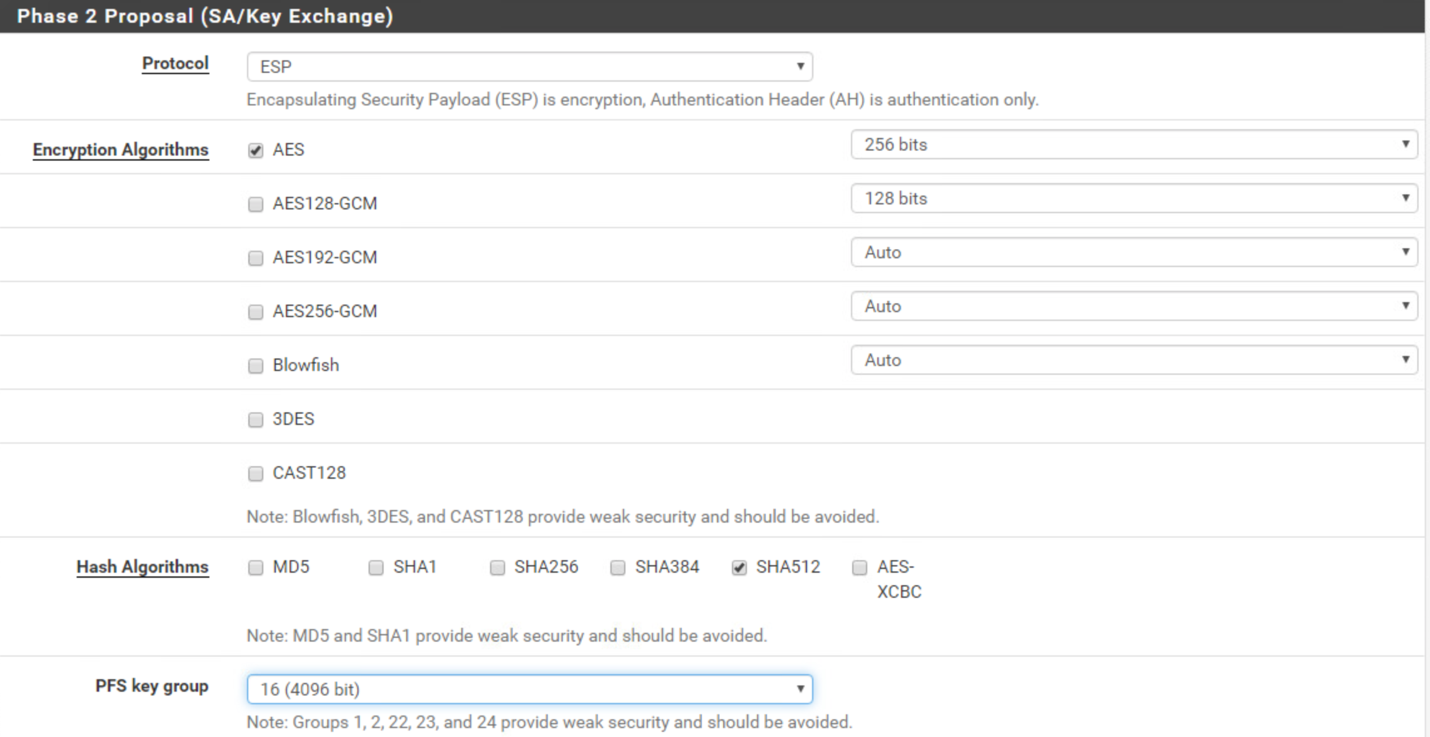 Phase 2 Proposal (SA/Key Exchange)
Protocol ESP
Encapsulating Security Payload (ESP) is encryption, Authentication Header (AH) is authentication only.
Encryption Algorithms AES 256 bits
AES128-GCM 128 bits
AES192-GCM Auto
AES256-GCM Auto
Blowfish Auto
3DES
CAST128
Note: Blowfish, 3DES, and CAST128 provide weak security and should be avoided.
Hash Algorithms MD5 SHA1 SHA256 SHA384 SHA512 AES-
XCBC
Note: MD5 and SHA1 provide weak security and should be avoided.
PFS key group 16 (4096 bit)
Note: Groups 1, 2, 22, 23, and 24 provide weak security and should be avoided.